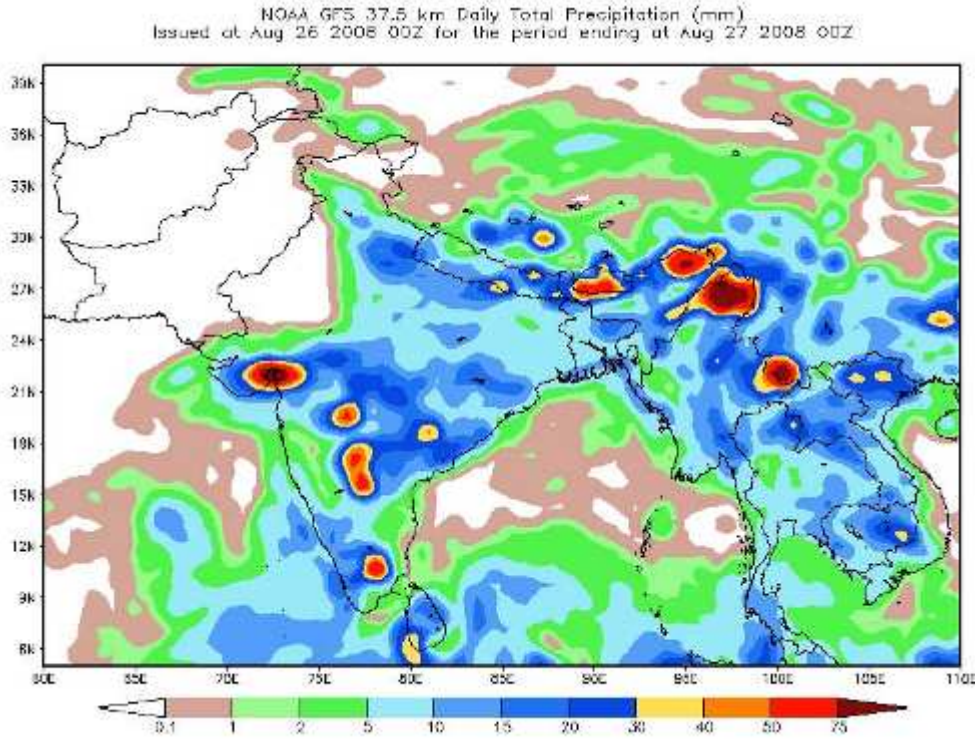 NOAA GFS 37.5 km Daily Total Precipitation (mm)
Issued at Aug 26 2008 00Z for the period ending at Aug 27 2008 00Z
39N
36N
33N
30N
27N
24N
21N
18N
15N
12N
9N
6N
60E 65E 70E 75E 80E 85E 90E 95E 100E 105E 110E
0.1 1 2 5 10 15 20 30 40 50 75